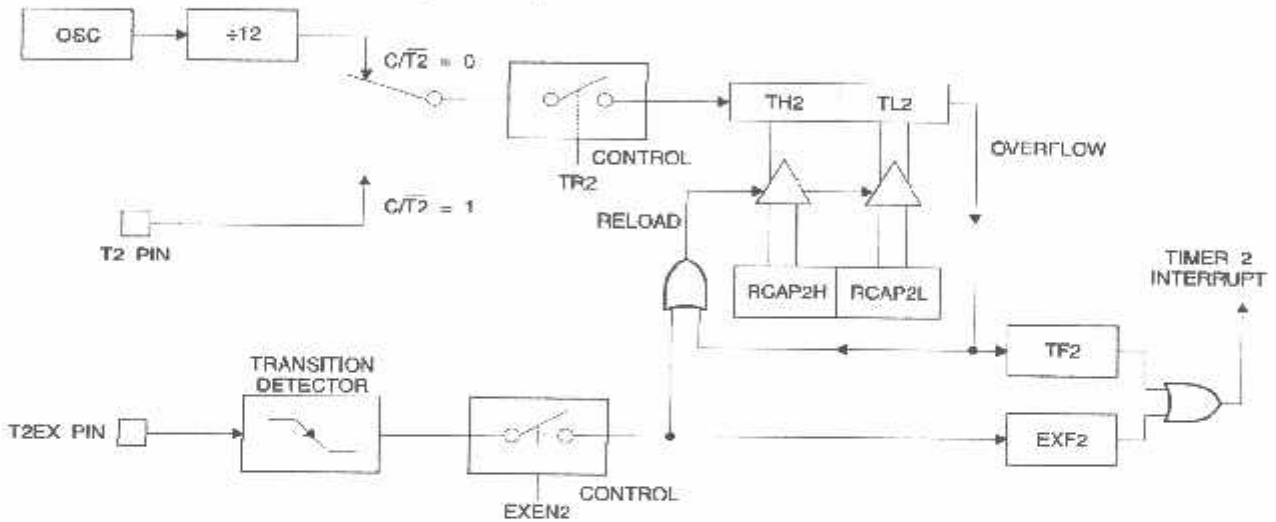 OSC
÷12
C/T2̅ = 0
TH2
TL2
OVERFLOW
CONTROL
TR2
C/T2̅ = 1
RELOAD
T2 PIN
TIMER 2
INTERRUPT
RCAP2H
RCAP2L
TRANSITION
DETECTOR
TF2
T2EX PIN
EXF2
CONTROL
EXEN2